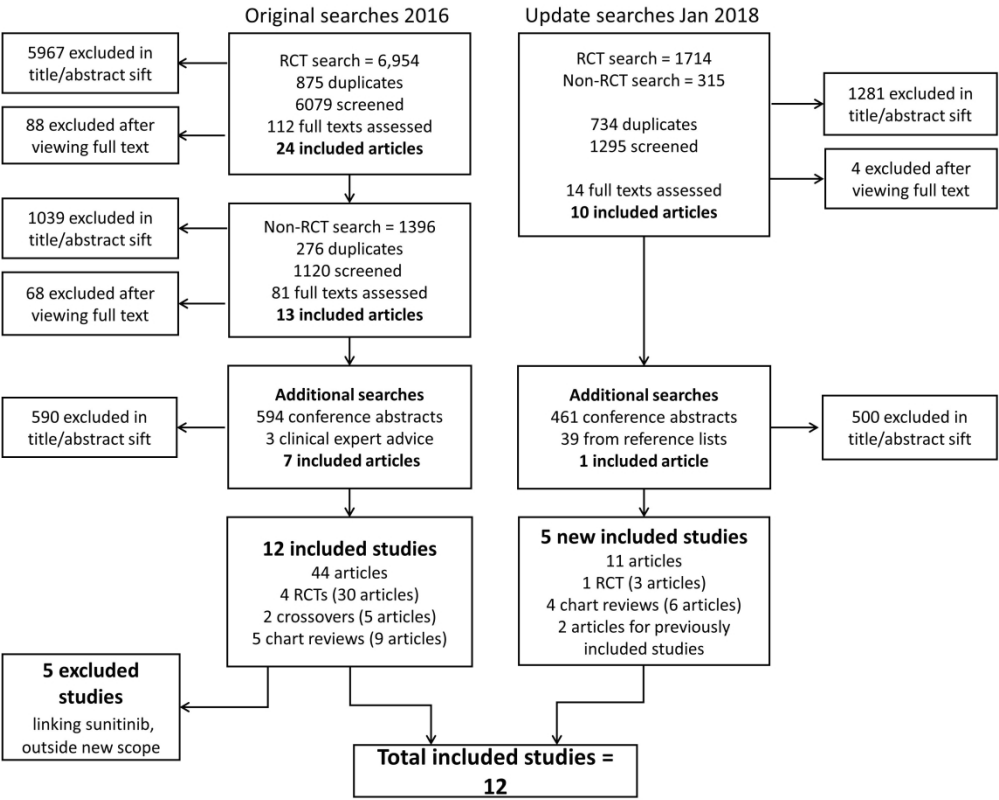 Original searches 2016
5967 excluded in
title/abstract sift
88 excluded after
viewing full text
RCT search = 6,954
875 duplicates
6079 screened
112 full texts assessed
24 included articles
1039 excluded in
title/abstract sift
68 excluded after
viewing full text
Non-RCT search = 1396
276 duplicates
1120 screened
81 full texts assessed
13 included articles
590 excluded in
title/abstract sift
Additional searches
594 conference abstracts
3 clinical expert advice
7 included articles
12 included studies
44 articles
4 RCTs (30 articles)
2 crossovers (5 articles)
5 chart reviews (9 articles)
5 excluded
studies
linking sunitinib,
outside new scope
Update searches Jan 2018
RCT search = 1714
Non-RCT search = 315
734 duplicates
1295 screened
14 full texts assessed
10 included articles
1281 excluded in
title/abstract sift
4 excluded after
viewing full text
Additional searches
461 conference abstracts
39 from reference lists
1 included article
500 excluded in
title/abstract sift
5 new included studies
11 articles
1 RCT (3 articles)
4 chart reviews (6 articles)
2 articles for previously
included studies
Total included studies =
12